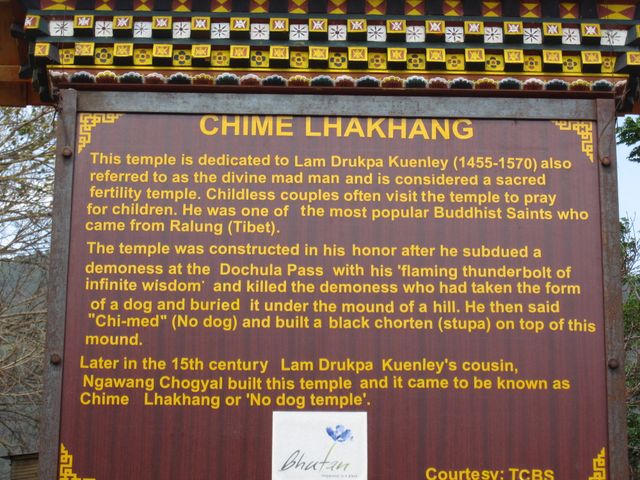 CHIME LHAKHANG
This temple is dedicated to Lam Drukpa Kuenley (1455-1570) also
referred to as the divine mad man and is considered a sacred
fertility temple. Childless couples often visit the temple to pray
for children. He was one of the most popular Buddhist Saints who
came from Ralung (Tibet).
The temple was constructed in his honor after he subdued a
demoness at the Dochula Pass with his 'flaming thunderbolt of
infinite wisdom' and killed the demoness who had taken the form
of a dog and buried it under the mound of a hill. He then said
"Chi-med" (No dog) and built a black chorten (stupa) on top of this
mound.
Later in the 15th century Lam Drukpa Kuenley's cousin,
Ngawang Chogyal built this temple and it came to be known as
Chime Lhakhang or 'No dog temple'.
Bhutan
Happiness is a place
Courtesy: TCBS